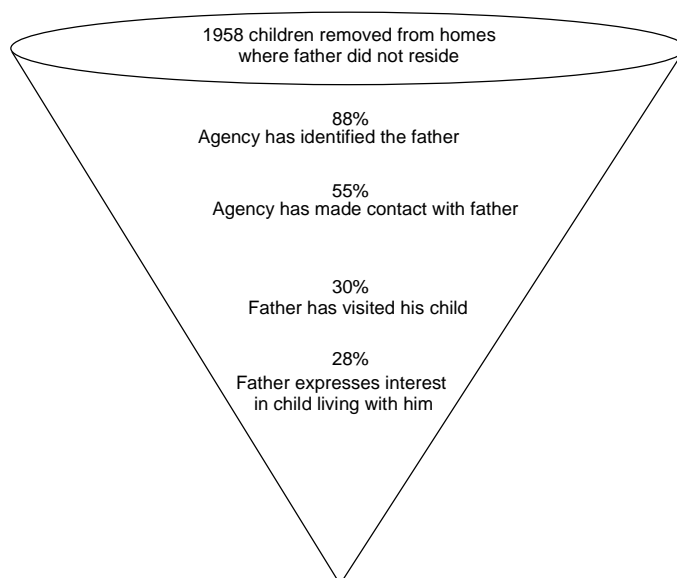 1958 children removed from homes
where father did not reside
88%
Agency has identified the father
55%
Agency has made contact with father
30%
Father has visited his child
28%
Father expresses interest
in child living with him